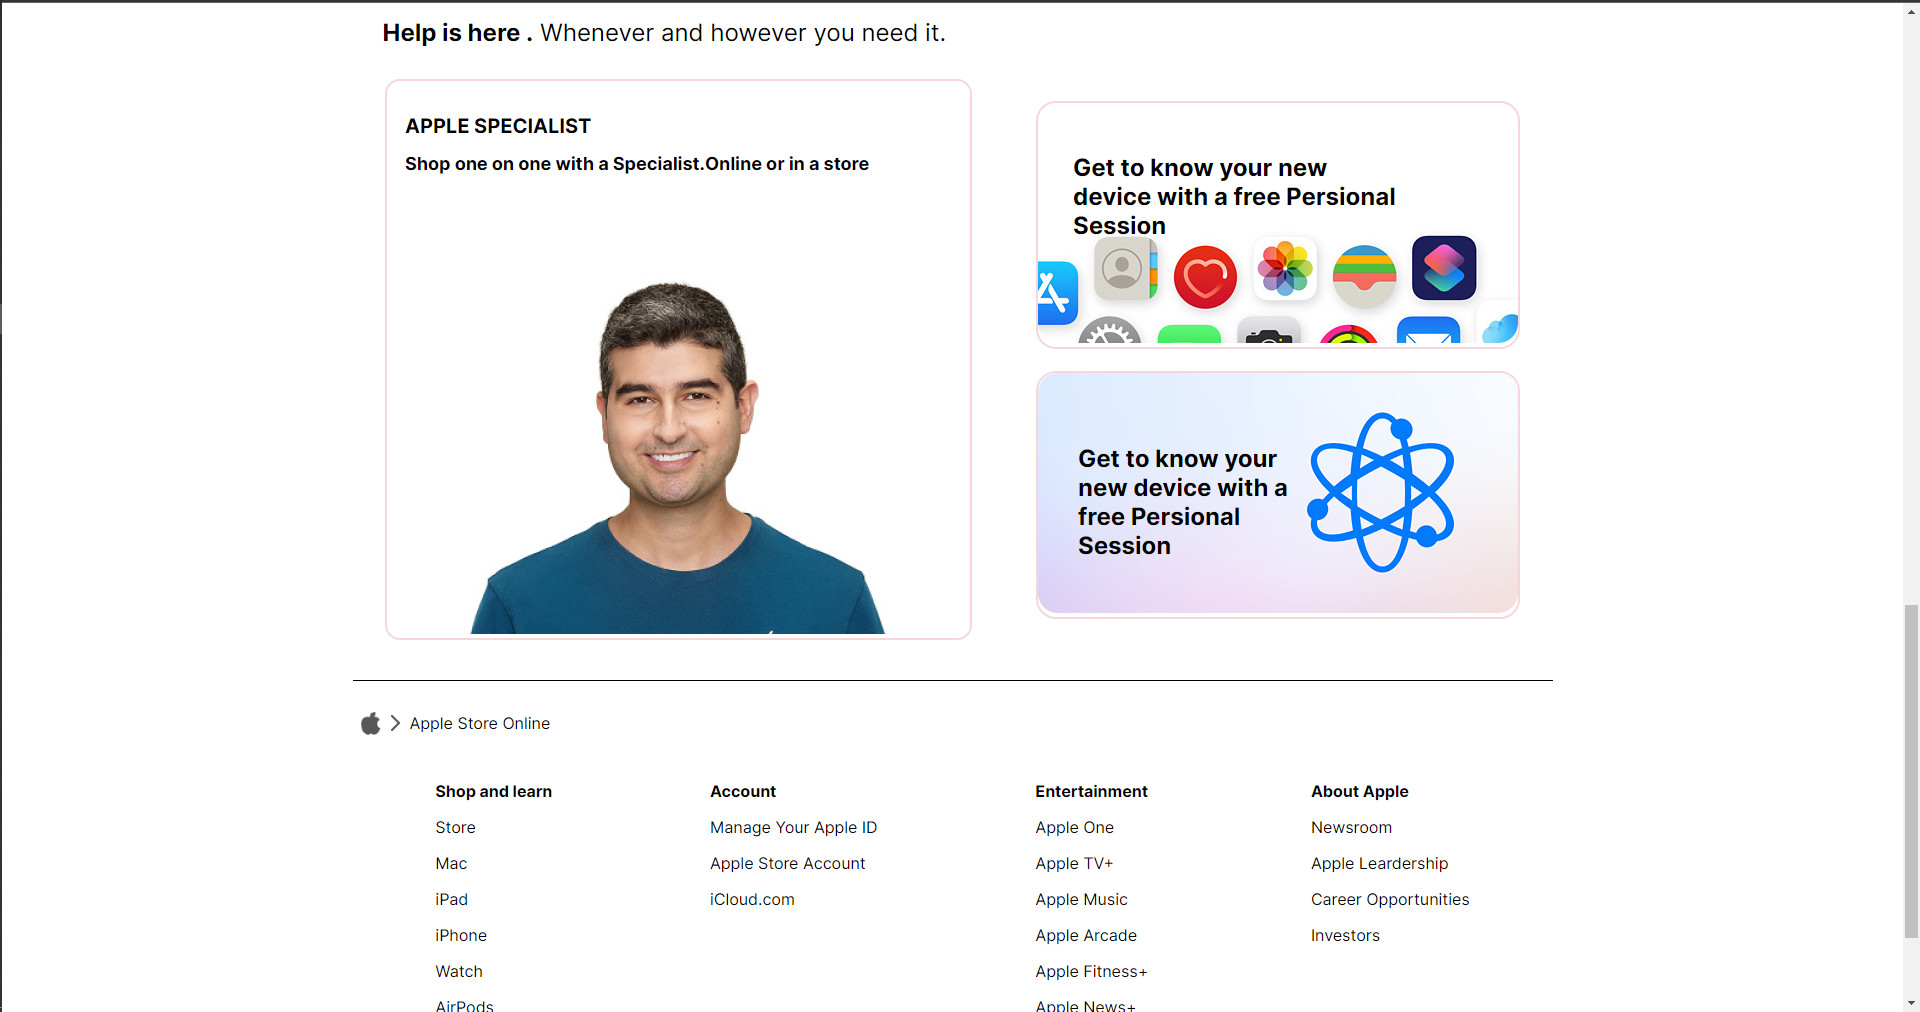 Help is here . Whenever and however you need it.
APPLE SPECIALIST
Shop one on one with a Specialist.Online or in a store
Get to know your new
device with a free Persional
Session
Get to know your
new device with a
free Persional
Session
Apple Store Online
Shop and learn
Store
Mac
iPad
iPhone
Watch
AirPods
Account
Manage Your Apple ID
Apple Store Account
iCloud.com
Entertainment
Apple One
Apple TV+
Apple Music
Apple Arcade
Apple Fitness+
Apple News+
About Apple
Newsroom
Apple Leardership
Career Opportunities
Investors